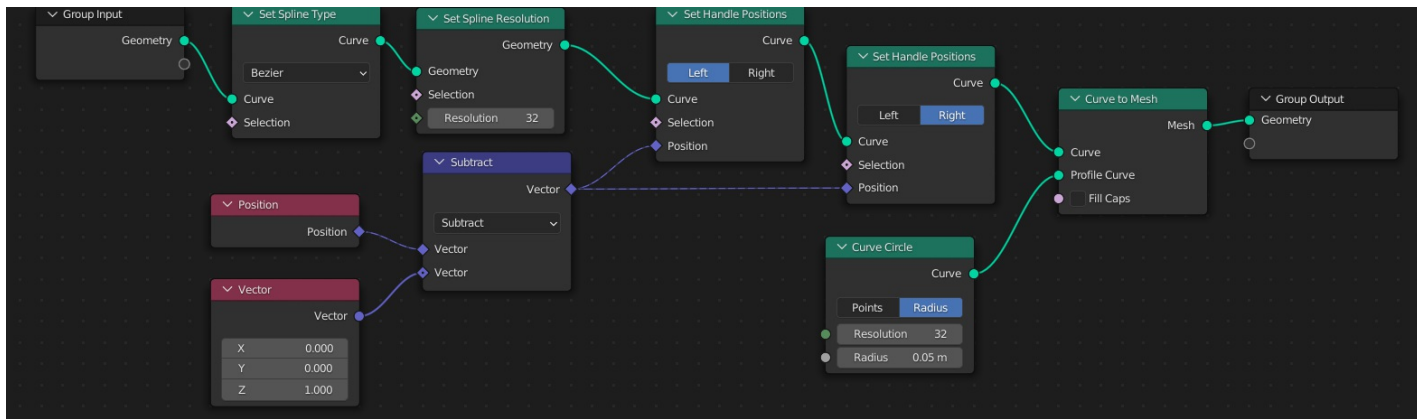 Group Input
Geometry
Set Spline Type
Curve
Bezier
Curve
Selection
Set Spline Resolution
Geometry
Geometry
Selection
Resolution 32
Set Handle Positions
Curve
Left Right
Curve
Selection
Position
Set Handle Positions
Curve
Left Right
Curve
Selection
Position
Curve to Mesh
Mesh
Curve
Profile Curve
Fill Caps
Group Output
Geometry
Subtract
Vector
Subtract
Vector
Vector
Position
Position
Vector
Vector
X 0.000
Y 0.000
Z 1.000
Curve Circle
Curve
Points Radius
Resolution 32
Radius 0.05 m